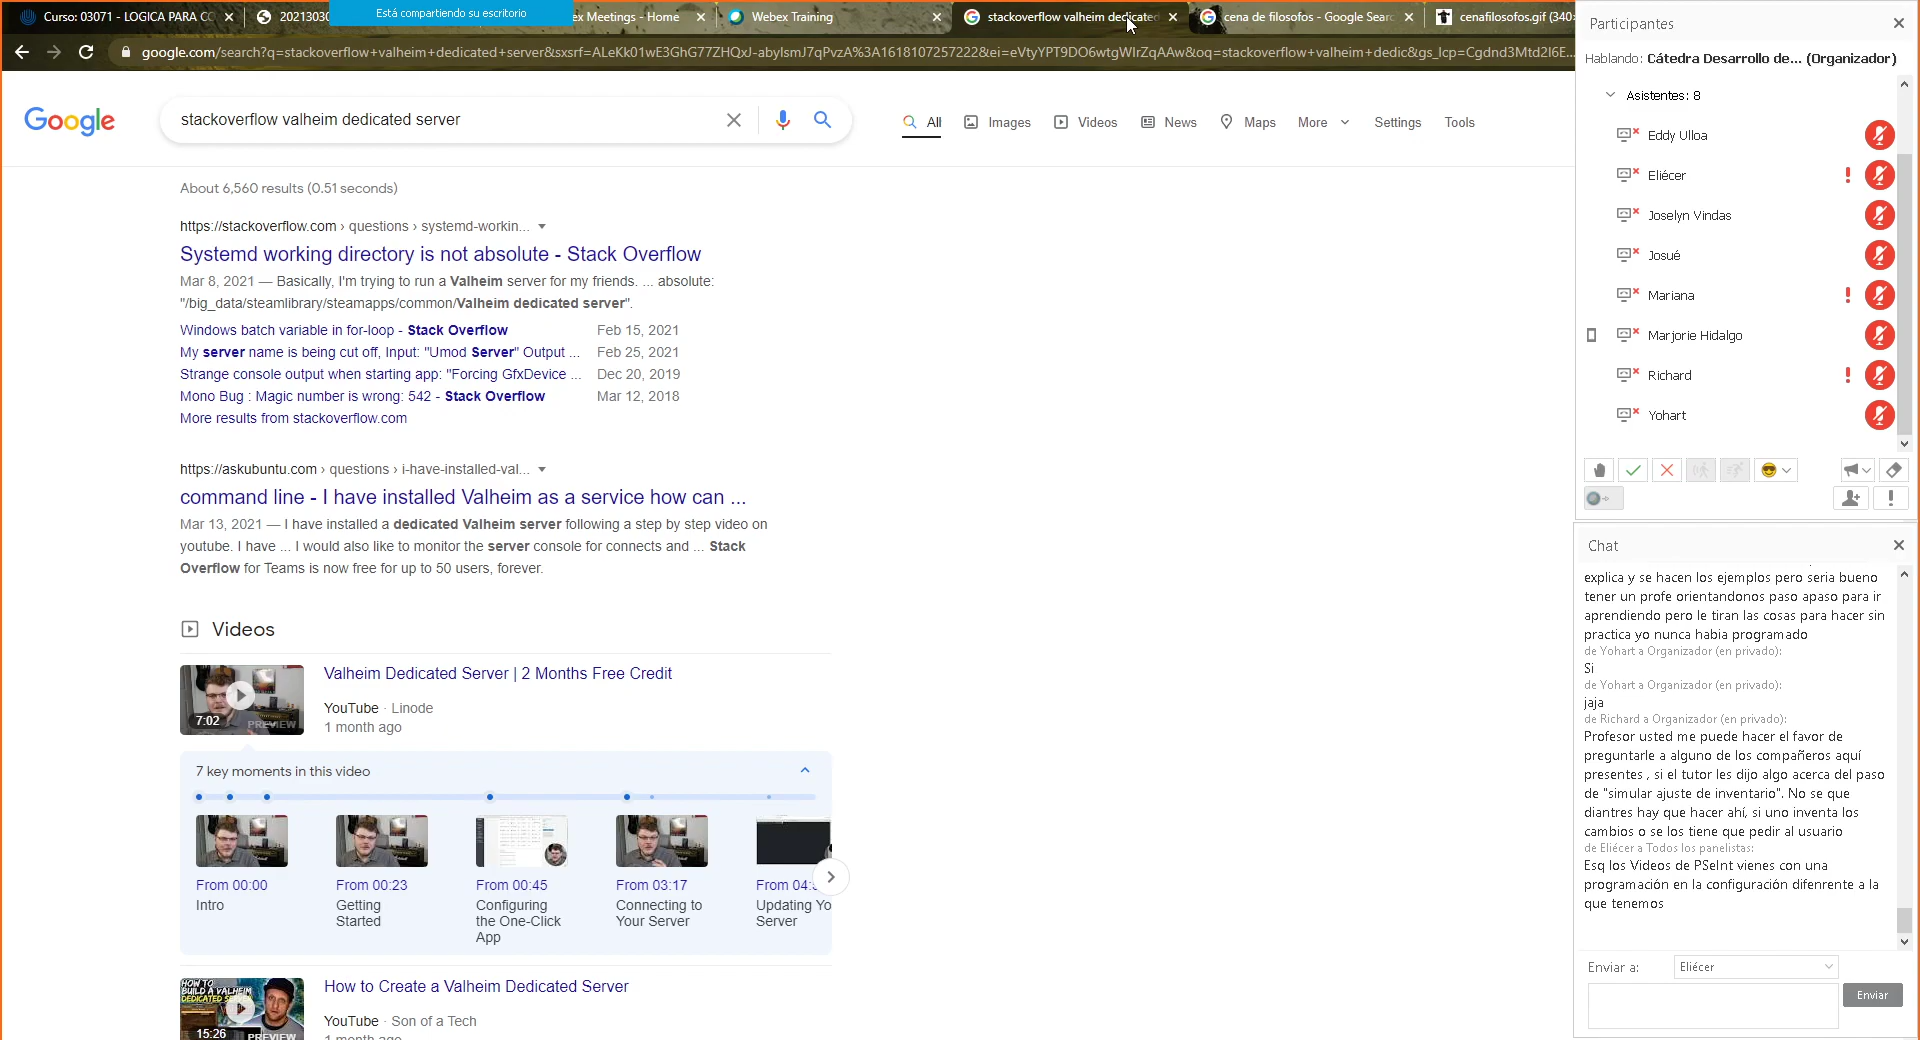 Curso: 03071 - LOGICA PARA CC
2021030
Está compartiendo su escritorio
ex Meetings - Home
Webex Training
stackoverflow valheim dedicated
cena de filosofos - Google Searc
cenafilosofos.gif (340×
google.com/search?q=stackoverflow+valheim+dedicated+server&sxsrf=ALeKk01wE3GhG77ZHQxJ-abyIsmJ7qPvzA%3A1618107257222&ei=eVtyYPT9DO6wtgWIrZqAAw&oq=stackoverflow+valheim+dedic&gs_lcp=Cgdnd3Mtd2l6E...
Google
stackoverflow valheim dedicated server
All
Images
Videos
News
Maps
More
Settings
Tools
About 6,560 results (0.51 seconds)
https://stackoverflow.com › questions › systemd-workin...
Systemd working directory is not absolute - Stack Overflow
Mar 8, 2021 — Basically, I'm trying to run a Valheim server for my friends. ... absolute:
"/big_data/steamlibrary/steamapps/common/Valheim dedicated server".
Windows batch variable in for-loop - Stack Overflow Feb 15, 2021
My server name is being cut off, Input: "Umod Server" Output ... Feb 25, 2021
Strange console output when starting app: "Forcing GfxDevice ... Dec 20, 2019
Mono Bug : Magic number is wrong: 542 - Stack Overflow Mar 12, 2018
More results from stackoverflow.com
https://askubuntu.com › questions › i-have-installed-val...
command line - I have installed Valheim as a service how can ...
Mar 13, 2021 — I have installed a dedicated Valheim server following a step by step video on
youtube. I have ... I would also like to monitor the server console for connects and ... Stack
Overflow for Teams is now free for up to 50 users, forever.
Videos
7:02
PREVIEW
Valheim Dedicated Server | 2 Months Free Credit
YouTube · Linode
1 month ago
7 key moments in this video
From 00:00
Intro
From 00:23
Getting
Started
From 00:45
Configuring
the One-Click
App
From 03:17
Connecting to
Your Server
From 04:
Updating Yo
Server
HOW TO
BUILD A VALHEIM
DEDICATED SERVER
15:26
PREVIEW
How to Create a Valheim Dedicated Server
YouTube · Son of a Tech
1 month ago
Participantes
Hablando: Cátedra Desarrollo de... (Organizador)
Asistentes: 8
Eddy Ulloa
Eliécer
Joselyn Vindas
Josué
Mariana
Marjorie Hidalgo
Richard
Yohart
Chat
explica y se hacen los ejemplos pero seria bueno
tener un profe orientandonos paso apaso para ir
aprendiendo pero le tiran las cosas para hacer sin
practica yo nunca habia programado
de Yohart a Organizador (en privado):
Si
de Yohart a Organizador (en privado):
jaja
de Richard a Organizador (en privado):
Profesor usted me puede hacer el favor de
preguntarle a alguno de los compañeros aquí
presentes , si el tutor les dijo algo acerca del paso
de "simular ajuste de inventario". No se que
diantres hay que hacer ahí, si uno inventa los
cambios o se los tiene que pedir al usuario
de Eliécer a Todos los panelistas:
Esq los Videos de PSeInt vienes con una
programación en la configuración difenrente a la
que tenemos
Enviar a:
Eliécer
Enviar